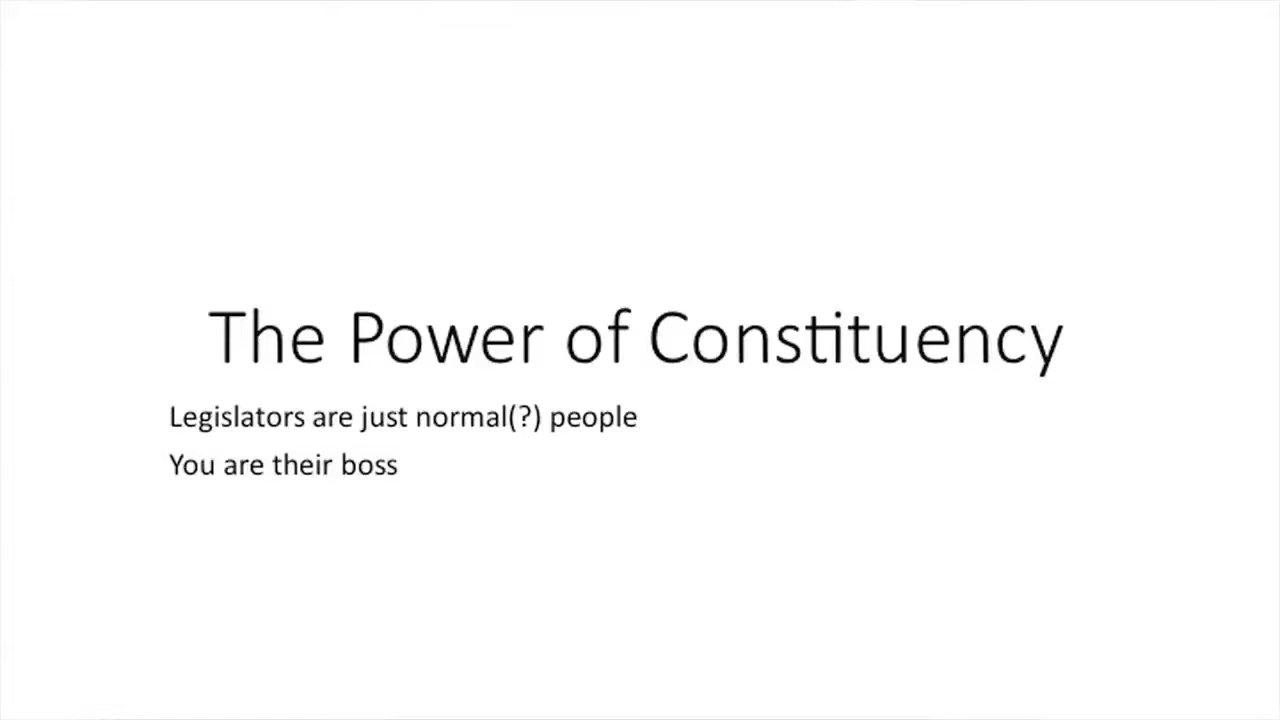 The Power of Constituency
Legislators are just normal(?) people
You are their boss